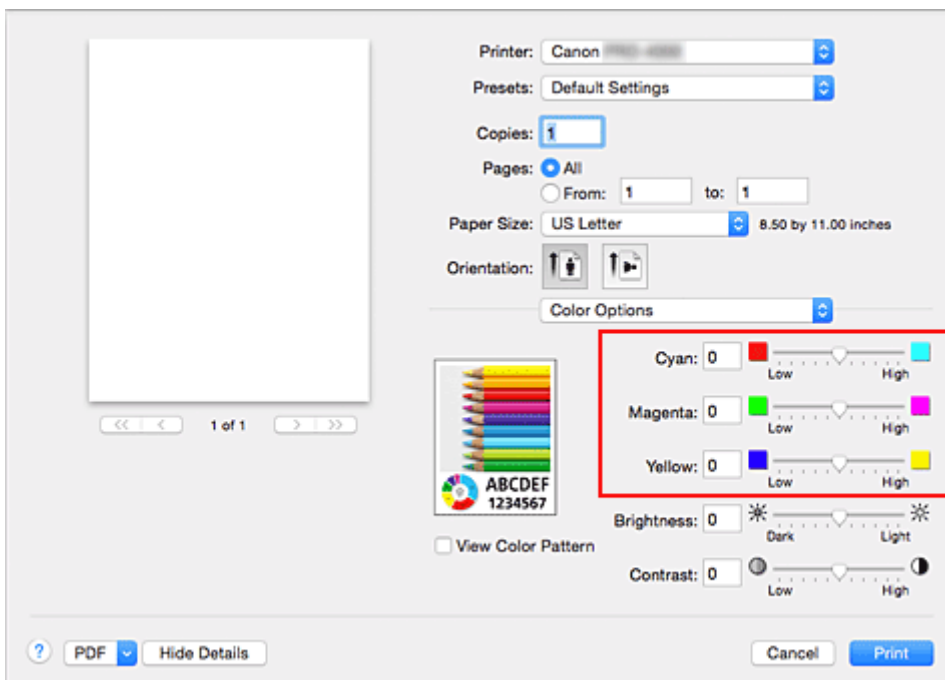 Printer: Canon
Presets: Default Settings
Copies: 1
Pages: All
From: 1 to: 1
Paper Size: US Letter 8.50 by 11.00 inches
Orientation:
Color Options
Cyan: 0
Low High
Magenta: 0
Low High
Yellow: 0
Low High
1 of 1
ABCDEF
1234567
View Color Pattern
Brightness: 0
Dark Light
Contrast: 0
Low High
? PDF Hide Details Cancel Print